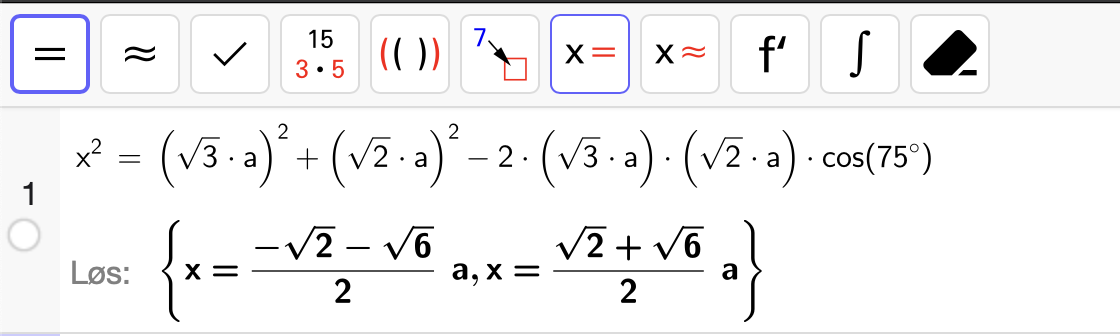 = ≈ ✓ 15 3 · 5 (( )) 7 x = x ≈ f′ ∫
1
x² = (√3 · a)² + (√2 · a)² − 2 · (√3 · a) · (√2 · a) · cos(75°)
Løs: {x = (−√2 − √6)/2 a, x = (√2 + √6)/2 a}